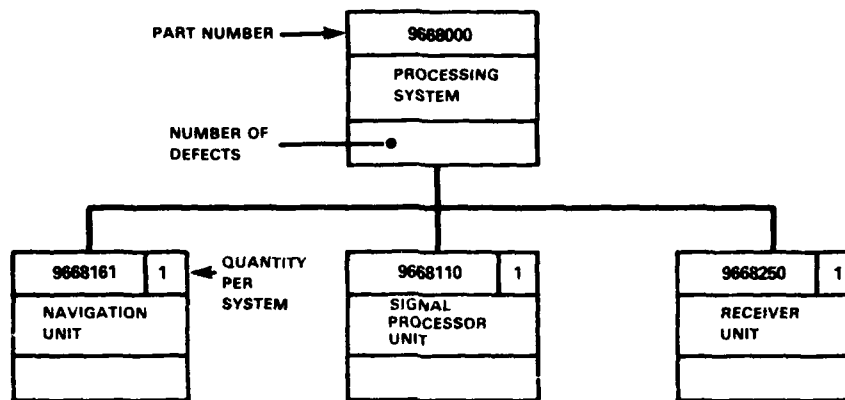 PART NUMBER
9668000
PROCESSING
SYSTEM
NUMBER OF
DEFECTS
9668161
1
QUANTITY
PER
SYSTEM
NAVIGATION
UNIT
9668110
1
SIGNAL
PROCESSOR
UNIT
9668250
1
RECEIVER
UNIT